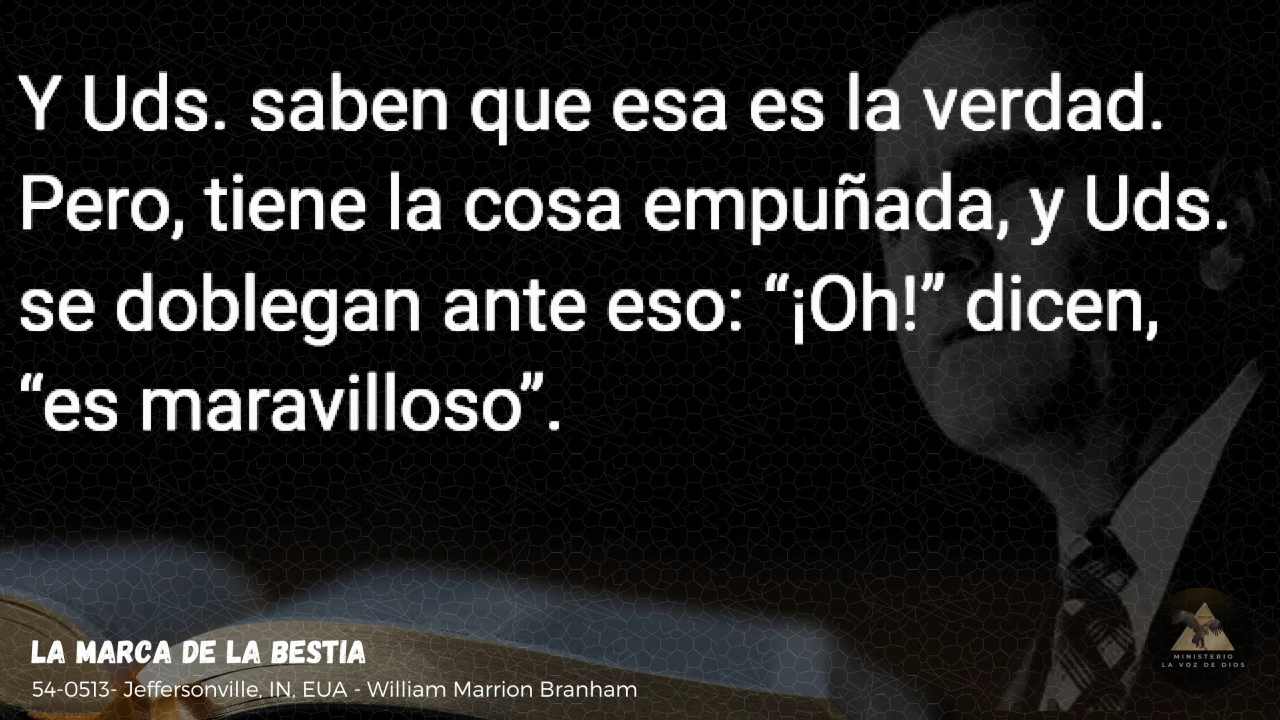 Y Uds. saben que esa es la verdad.
Pero, tiene la cosa empuñada, y Uds.
se doblegan ante eso: “¡Oh!” dicen,
“es maravilloso”.
LA MARCA DE LA BESTIA
54-0513- Jeffersonville, IN, EUA - William Marrion Branham
MINISTERIO
LA VOZ DE DIOS